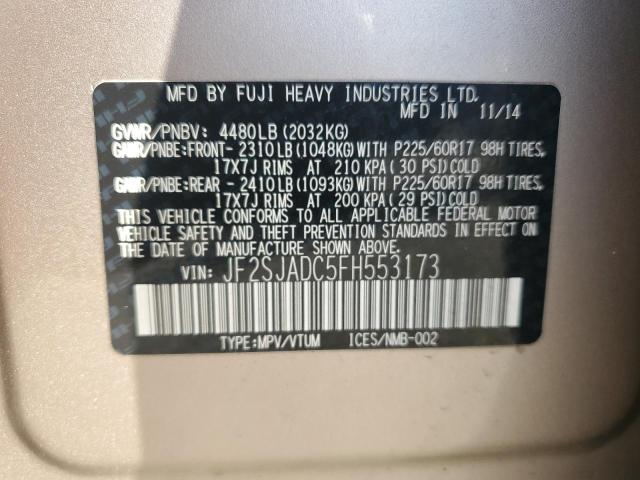 MFD BY FUJI HEAVY INDUSTRIES LTD.
MFD IN 11/14
GVWR/PNBV: 4480LB(2032KG)
GAWR/PNBE:FRONT-2310LB(1048KG)WITH P225/60R17 98H TIRES,
17X7J RIMS AT 210 KPA(30 PSI)COLD
GAWR/PNBE:REAR -2410LB(1093KG)WITH P225/60R17 98H TIRES,
17X7J RIMS AT 200 KPA(29 PSI)COLD
THIS VEHICLE CONFORMS TO ALL APPLICABLE FEDERAL MOTOR
VEHICLE SAFETY AND THEFT PREVENTION STANDARDS IN EFFECT ON
THE DATE OF MANUFACTURE SHOWN ABOVE.
VIN: JF2SJADC5FH553173
TYPE:MPV/VTUM ICES/NMB-002